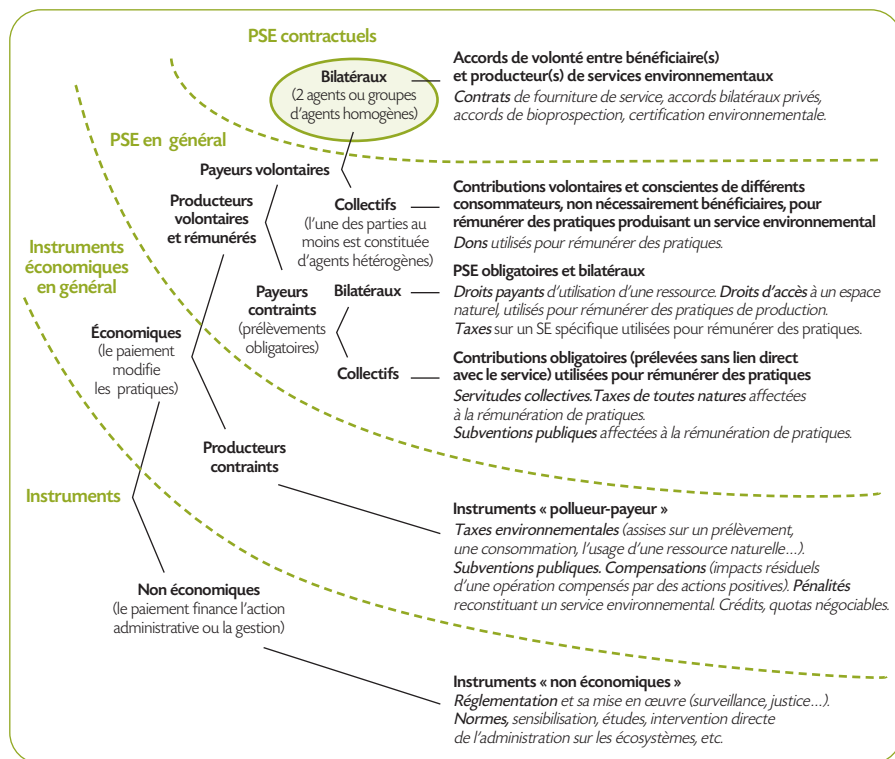 PSE contractuels
Bilatéraux
(2 agents ou groupes
d'agents homogènes)
Accords de volonté entre bénéficiaire(s)
et producteur(s) de services environnementaux
Contrats de fourniture de service, accords bilatéraux privés,
accords de bioprospection, certification environnementale.
PSE en général
Payeurs volontaires
Producteurs
volontaires
et rémunérés
Collectifs
(l'une des parties au
moins est constituée
d'agents hétérogènes)
Contributions volontaires et conscientes de différents
consommateurs, non nécessairement bénéficiaires, pour
rémunérer des pratiques produisant un service environnemental
Dons utilisés pour rémunérer des pratiques.
Instruments
économiques
en général
Payeurs
contraints
(prélèvements
obligatoires)
Bilatéraux
PSE obligatoires et bilatéraux
Droits payants d'utilisation d'une ressource. Droits d'accès à un espace
naturel, utilisés pour rémunérer des pratiques de production.
Taxes sur un SE spécifique utilisées pour rémunérer des pratiques.
Économiques
(le paiement
modifie
les pratiques)
Collectifs
Contributions obligatoires (prélevées sans lien direct
avec le service) utilisées pour rémunérer des pratiques
Servitudes collectives. Taxes de toutes natures affectées
à la rémunération de pratiques.
Subventions publiques affectées à la rémunération de pratiques.
Producteurs
contraints
Instruments
Instruments « pollueur-payeur »
Taxes environnementales (assises sur un prélèvement,
une consommation, l'usage d'une ressource naturelle...).
Subventions publiques. Compensations (impacts résiduels
d'une opération compensés par des actions positives). Pénalités
reconstituant un service environnemental. Crédits, quotas négociables.
Non économiques
(le paiement finance l'action
administrative ou la gestion)
Instruments « non économiques »
Réglementation et sa mise en œuvre (surveillance, justice...).
Normes, sensibilisation, études, intervention directe
de l'administration sur les écosystèmes, etc.